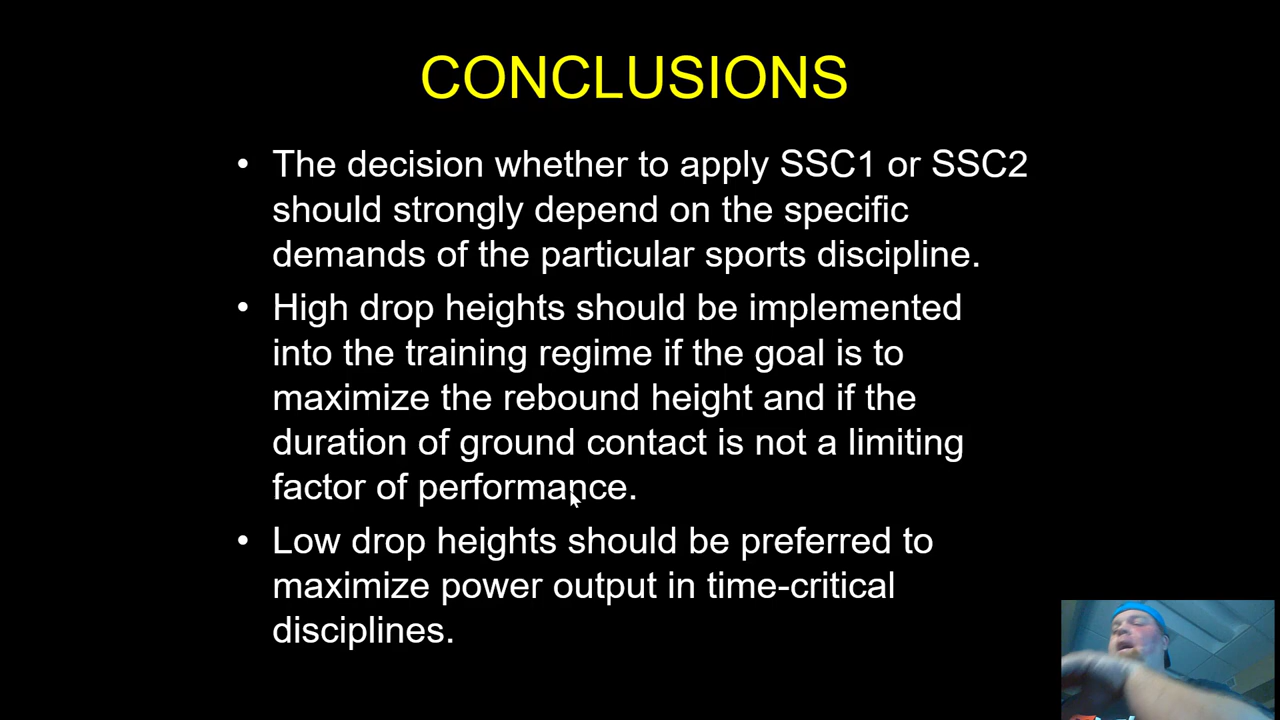 CONCLUSIONS
• The decision whether to apply SSC1 or SSC2
should strongly depend on the specific
demands of the particular sports discipline.
• High drop heights should be implemented
into the training regime if the goal is to
maximize the rebound height and if the
duration of ground contact is not a limiting
factor of performance.
• Low drop heights should be preferred to
maximize power output in time-critical
disciplines.